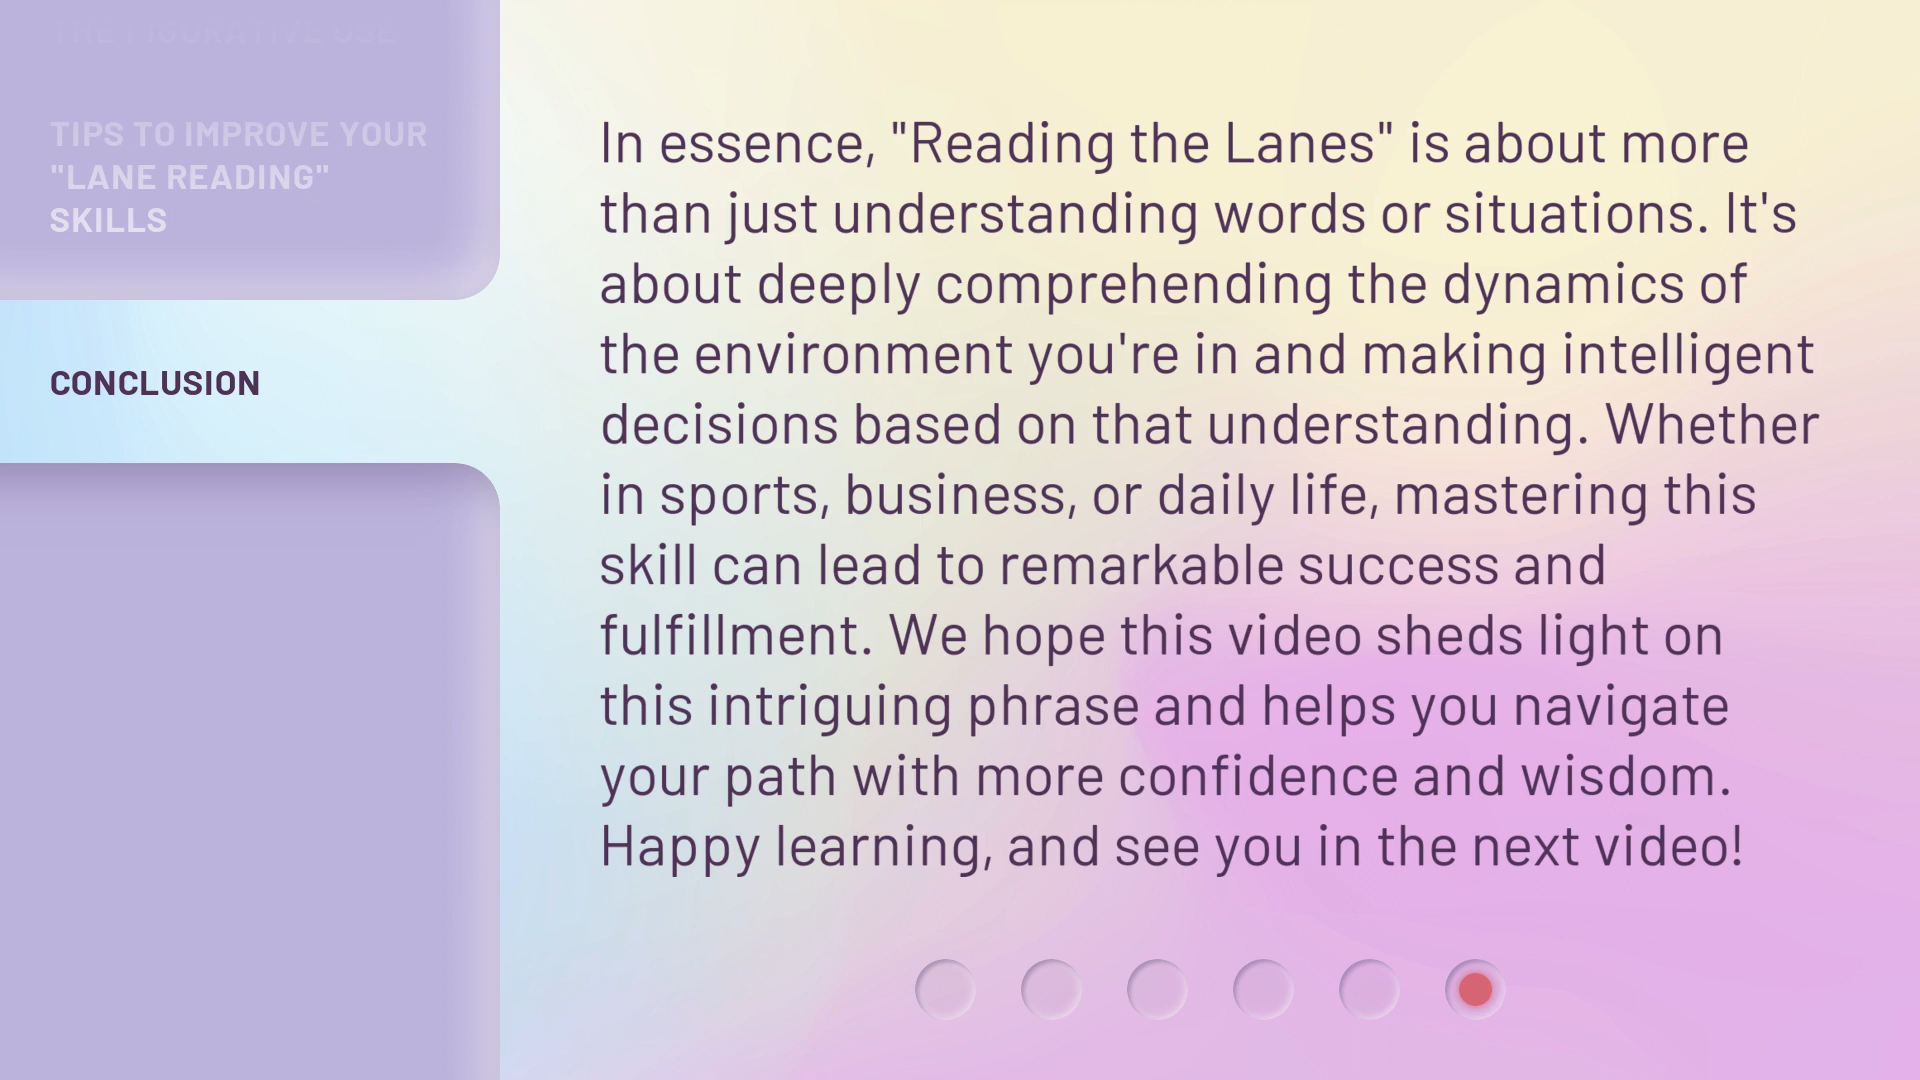 THE FIGURATIVE USE
TIPS TO IMPROVE YOUR
"LANE READING"
SKILLS
CONCLUSION
In essence, "Reading the Lanes" is about more
than just understanding words or situations. It's
about deeply comprehending the dynamics of
the environment you're in and making intelligent
decisions based on that understanding. Whether
in sports, business, or daily life, mastering this
skill can lead to remarkable success and
fulfillment. We hope this video sheds light on
this intriguing phrase and helps you navigate
your path with more confidence and wisdom.
Happy learning, and see you in the next video!